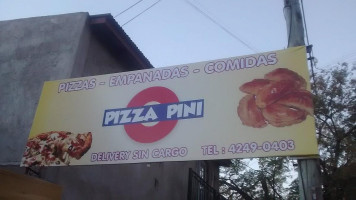 PIZZAS - EMPANADAS - COMIDAS
PIZZA PINI
DELIVERY SIN CARGO TEL : 4249-0403